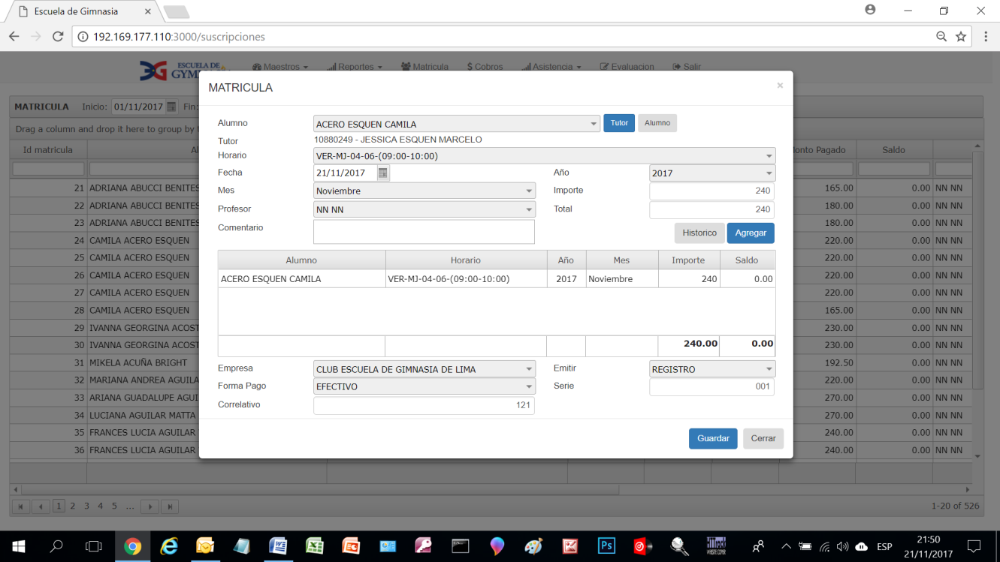 Escuela de Gimnasia
192.169.177.110:3000/suscripciones
ESCUELA DE
Maestros Reportes Matricula $ Cobros Asistencia Evaluacion Salir
MATRICULA Inicio: 01/11/2017 Fin:
Drag a column and drop it here to group by
Id matricula Monto Pagado Saldo
21 ADRIANA ABUCCI BENITES 165.00 0.00 NN NN
22 ADRIANA ABUCCI BENITES 180.00 0.00 NN NN
23 ADRIANA ABUCCI BENITES 180.00 0.00 NN NN
24 CAMILA ACERO ESQUEN 220.00 0.00 NN NN
25 CAMILA ACERO ESQUEN 220.00 0.00 NN NN
26 CAMILA ACERO ESQUEN 220.00 0.00 NN NN
27 CAMILA ACERO ESQUEN 220.00 0.00 NN NN
28 CAMILA ACERO ESQUEN 165.00 0.00 NN NN
29 IVANNA GEORGINA ACOST 230.00 0.00 NN NN
30 IVANNA GEORGINA ACOST 230.00 0.00 NN NN
31 MIKELA ACUÑA BRIGHT 192.50 0.00 NN NN
32 MARIANA ANDREA AGUILA 220.00 0.00 NN NN
33 ARIANA GUADALUPE AGUI 270.00 0.00 NN NN
34 LUCIANA AGUILAR MATTA 270.00 0.00 NN NN
35 FRANCES LUCIA AGUILAR 240.00 0.00 NN NN
36 FRANCES LUCIA AGUILAR 240.00 0.00 NN NN
1 2 3 4 5 ... 1-20 of 526
MATRICULA ×
Alumno ACERO ESQUEN CAMILA Tutor Alumno
Tutor 10880249 - JESSICA ESQUEN MARCELO
Horario VER-MJ-04-06-(09:00-10:00)
Fecha 21/11/2017 Año 2017
Mes Noviembre Importe 240
Profesor NN NN Total 240
Comentario Historico Agregar
Alumno Horario Año Mes Importe Saldo
ACERO ESQUEN CAMILA VER-MJ-04-06-(09:00-10:00) 2017 Noviembre 240 0.00
240.00 0.00
Empresa CLUB ESCUELA DE GIMNASIA DE LIMA Emitir REGISTRO
Forma Pago EFECTIVO Serie 001
Correlativo 121
Guardar Cerrar
Ps ESP 21:50
21/11/2017